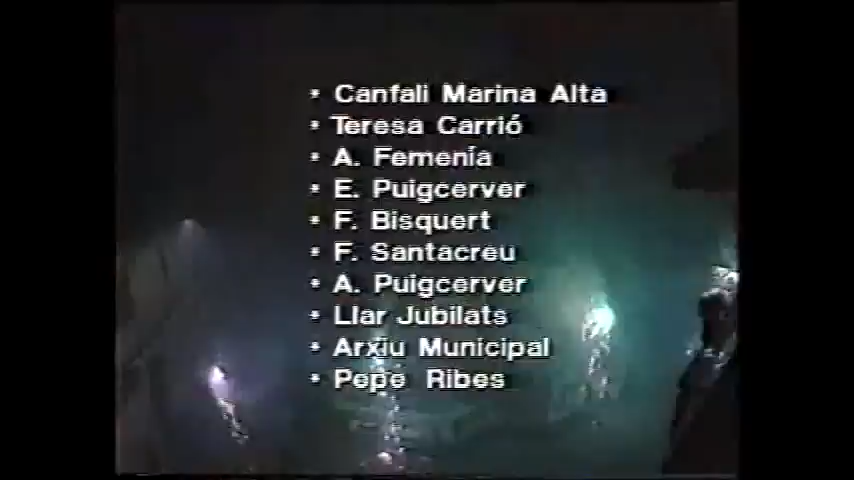 * Canfali Marina Alta
* Teresa Carrió
* A. Femenía
* E. Puigcerver
* F. Bisquert
* F. Santacreu
* A. Puigcerver
* Llar Jubilats
* Arxiu Municipal
* Pepe Ribes